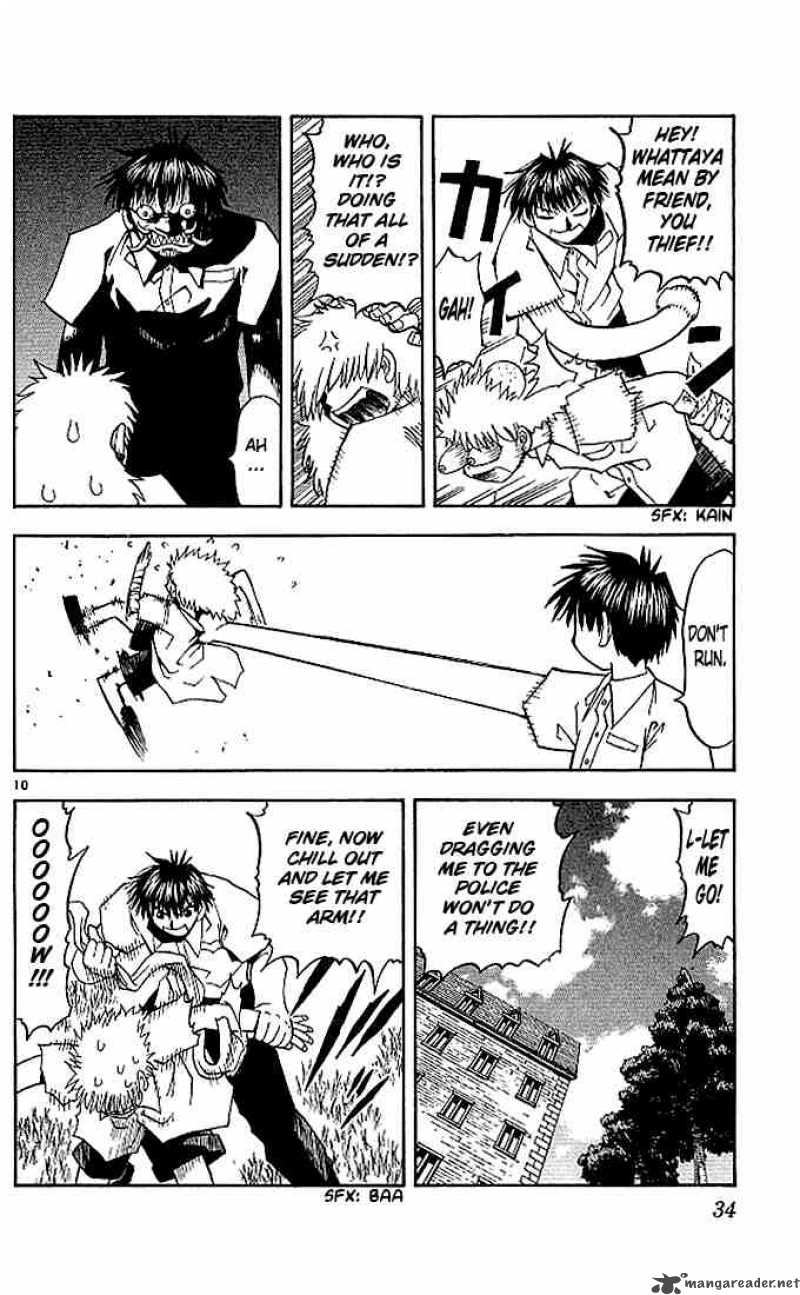 HEY!
WHATTAYA
MEAN BY
FRIEND,
YOU
THIEF!!
カ
イ
ン
GAH!
SFX: KAIN
WHO,
WHO IS
IT!?
DOING
THAT ALL
OF A
SUDDEN!?
AH
...
DON'T
RUN.
10
L-LET
ME
GO!
EVEN
DRAGGING
ME TO THE
POLICE
WON'T DO
A THING!!
FINE, NOW
CHILL OUT
AND LET ME
SEE THAT
ARM!!
OOOOOOW!!!
SFX: BAA
34
mangareader.net